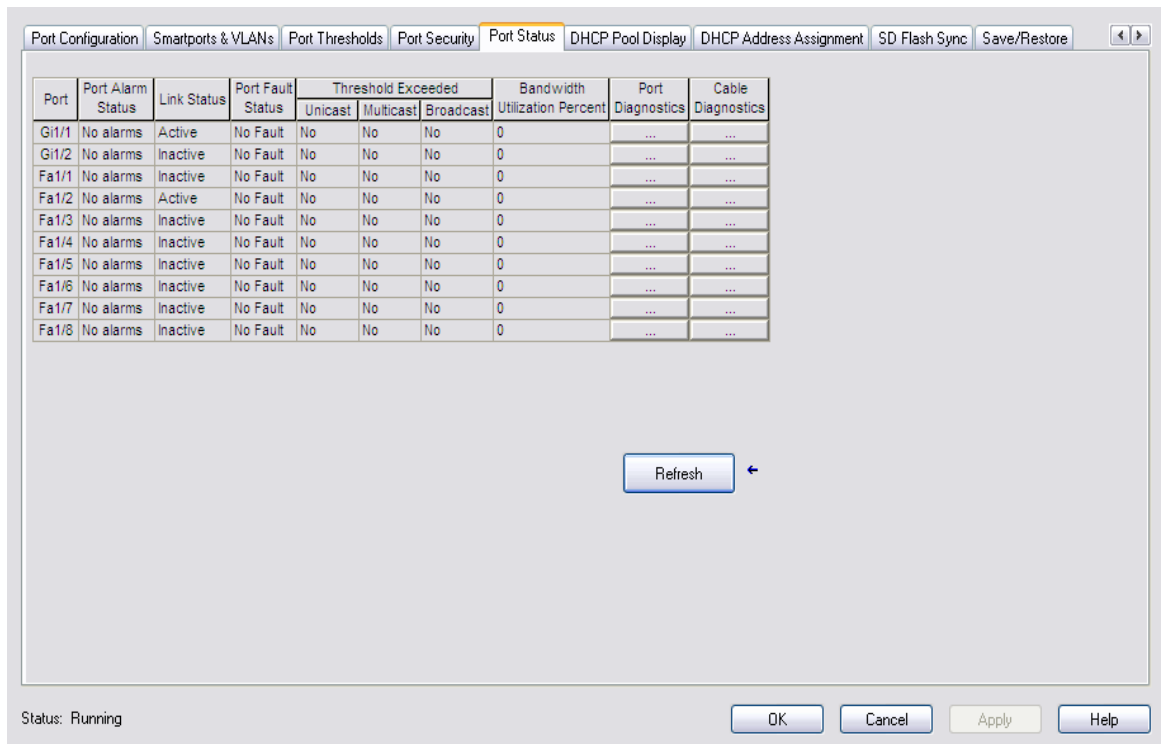 Port Configuration Smartports & VLANs Port Thresholds Port Security Port Status DHCP Pool Display DHCP Address Assignment SD Flash Sync Save/Restore
Port Port Alarm Status Link Status Port Fault Status Threshold Exceeded Bandwidth Utilization Percent Port Diagnostics Cable Diagnostics
Unicast Multicast Broadcast
Gi1/1 No alarms Active No Fault No No No 0 ... ...
Gi1/2 No alarms Inactive No Fault No No No 0 ... ...
Fa1/1 No alarms Inactive No Fault No No No 0 ... ...
Fa1/2 No alarms Active No Fault No No No 0 ... ...
Fa1/3 No alarms Inactive No Fault No No No 0 ... ...
Fa1/4 No alarms Inactive No Fault No No No 0 ... ...
Fa1/5 No alarms Inactive No Fault No No No 0 ... ...
Fa1/6 No alarms Inactive No Fault No No No 0 ... ...
Fa1/7 No alarms Inactive No Fault No No No 0 ... ...
Fa1/8 No alarms Inactive No Fault No No No 0 ... ...
Refresh
Status: Running OK Cancel Apply Help